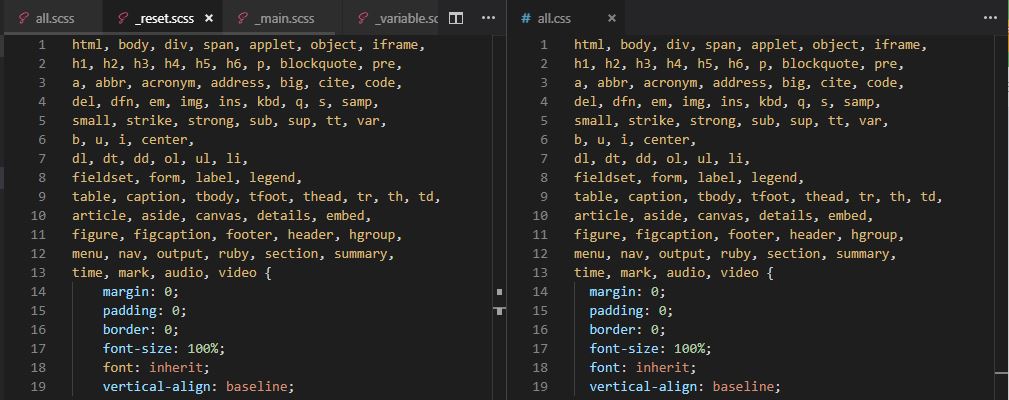 all.scss _reset.scss × _main.scss _variable.sc ···
1 html, body, div, span, applet, object, iframe,
2 h1, h2, h3, h4, h5, h6, p, blockquote, pre,
3 a, abbr, acronym, address, big, cite, code,
4 del, dfn, em, img, ins, kbd, q, s, samp,
5 small, strike, strong, sub, sup, tt, var,
6 b, u, i, center,
7 dl, dt, dd, ol, ul, li,
8 fieldset, form, label, legend,
9 table, caption, tbody, tfoot, thead, tr, th, td,
10 article, aside, canvas, details, embed,
11 figure, figcaption, footer, header, hgroup,
12 menu, nav, output, ruby, section, summary,
13 time, mark, audio, video {
14 margin: 0;
15 padding: 0;
16 border: 0;
17 font-size: 100%;
18 font: inherit;
19 vertical-align: baseline;
# all.css × ···
1 html, body, div, span, applet, object, iframe,
2 h1, h2, h3, h4, h5, h6, p, blockquote, pre,
3 a, abbr, acronym, address, big, cite, code,
4 del, dfn, em, img, ins, kbd, q, s, samp,
5 small, strike, strong, sub, sup, tt, var,
6 b, u, i, center,
7 dl, dt, dd, ol, ul, li,
8 fieldset, form, label, legend,
9 table, caption, tbody, tfoot, thead, tr, th, td,
10 article, aside, canvas, details, embed,
11 figure, figcaption, footer, header, hgroup,
12 menu, nav, output, ruby, section, summary,
13 time, mark, audio, video {
14 margin: 0;
15 padding: 0;
16 border: 0;
17 font-size: 100%;
18 font: inherit;
19 vertical-align: baseline;